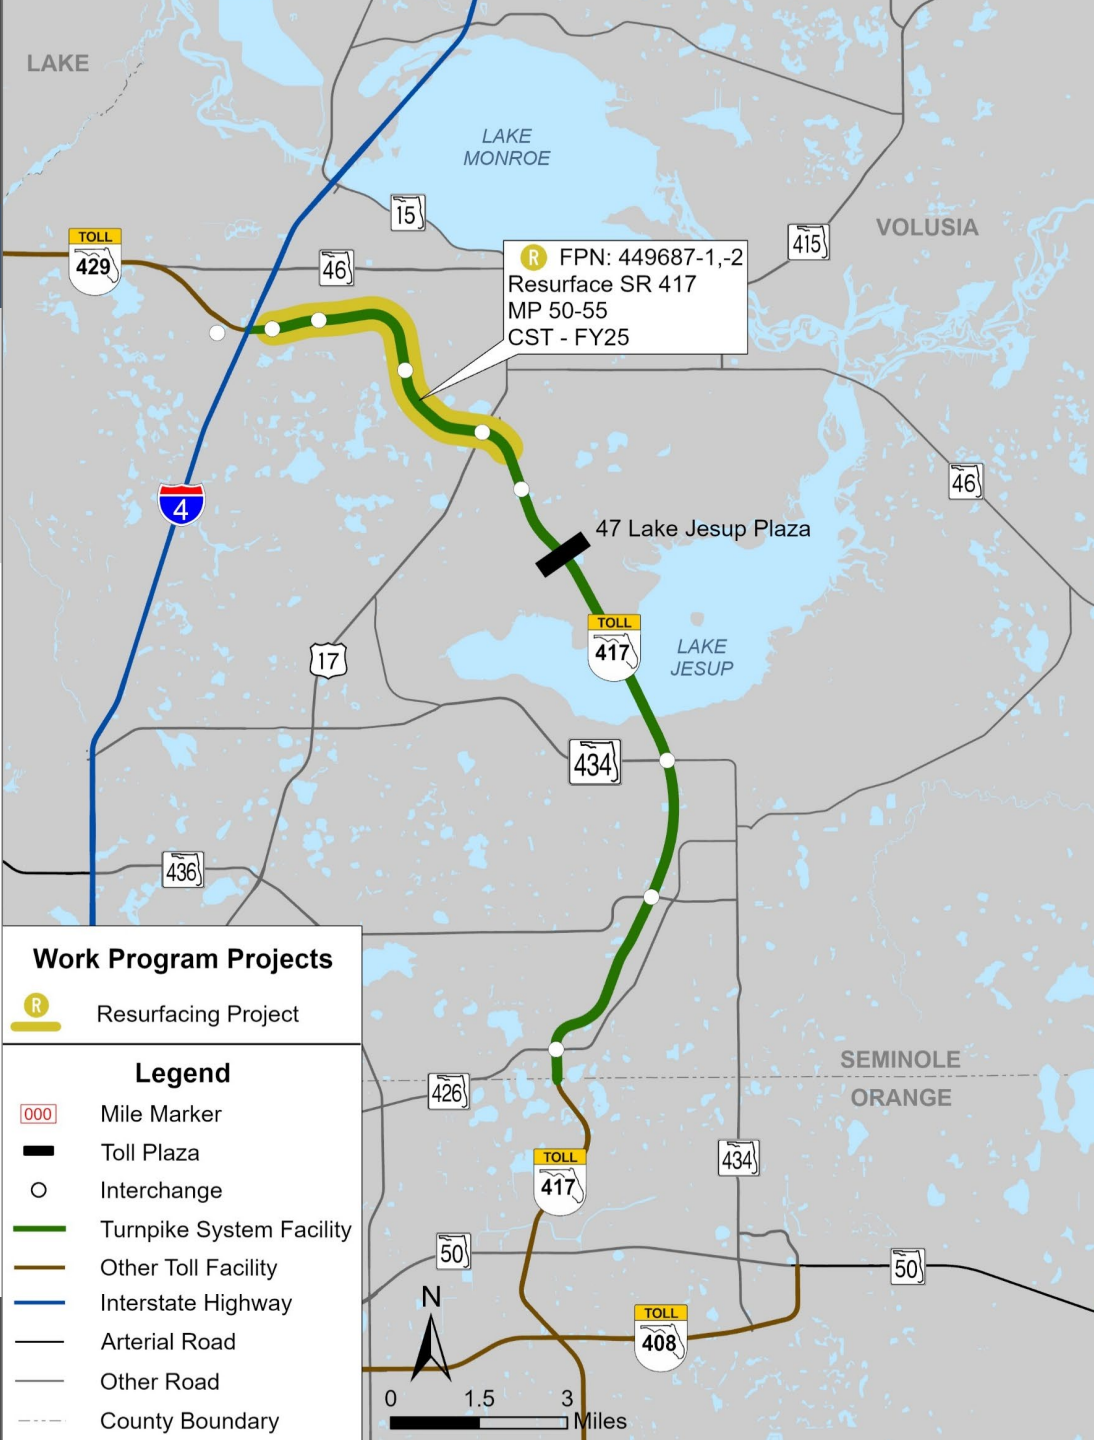 LAKE
LAKE
MONROE
15
VOLUSIA
415
TOLL
429
46
R FPN: 449687-1,-2
Resurface SR 417
MP 50-55
CST - FY25
46
4
47 Lake Jesup Plaza
TOLL
417
LAKE
JESUP
17
434
436
Work Program Projects
R
Resurfacing Project
Legend
000 Mile Marker
Toll Plaza
Interchange
Turnpike System Facility
Other Toll Facility
Interstate Highway
Arterial Road
Other Road
County Boundary
SEMINOLE
ORANGE
426
434
TOLL
417
50
50
N
TOLL
408
0 1.5 3
Miles